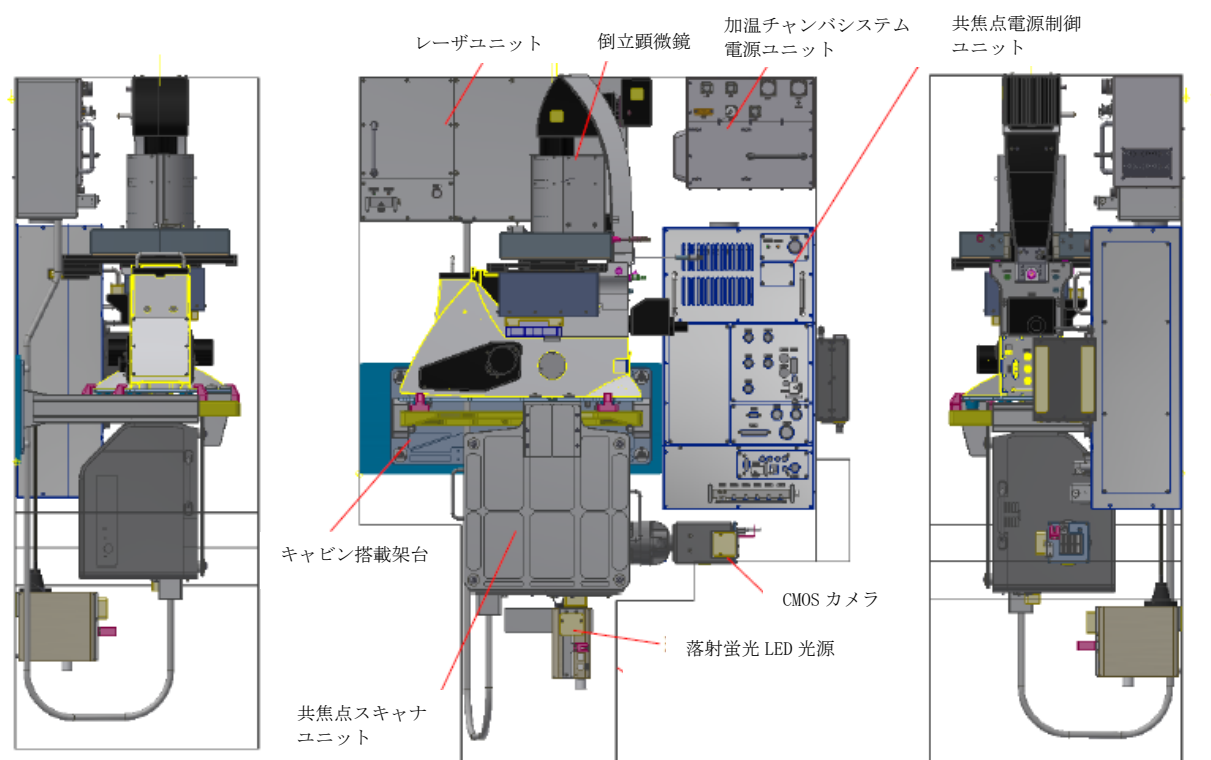 レーザユニット
倒立顕微鏡
加温チャンバシステム
電源ユニット
共焦点電源制御
ユニット
キャビン搭載架台
CMOS カメラ
落射蛍光 LED 光源
共焦点スキャナ
ユニット